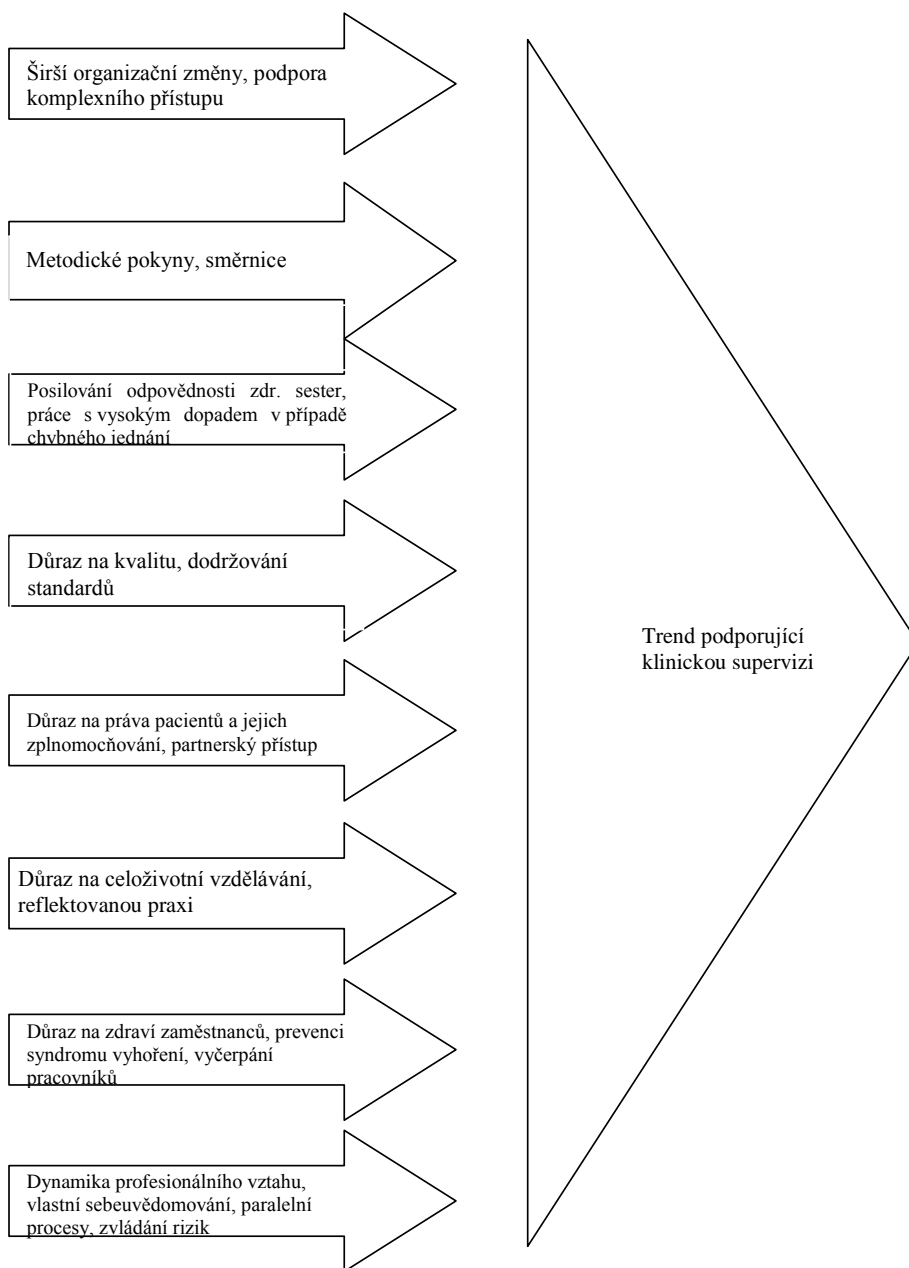 Širší organizační změny, podpora
komplexního přístupu
Metodické pokyny, směrnice
Posilování odpovědnosti zdr. sester,
práce s vysokým dopadem v případě
chybného jednání
Důraz na kvalitu, dodržování
standardů
Trend podporující
klinickou supervizi
Důraz na práva pacientů a jejich
zplnomocňování, partnerský přístup
Důraz na celoživotní vzdělávání,
reflektovanou praxi
Důraz na zdraví zaměstnanců, prevenci
syndromu vyhoření, vyčerpání
pracovníků
Dynamika profesionálního vztahu,
vlastní sebeuvědomování, paralelní
procesy, zvládání rizik